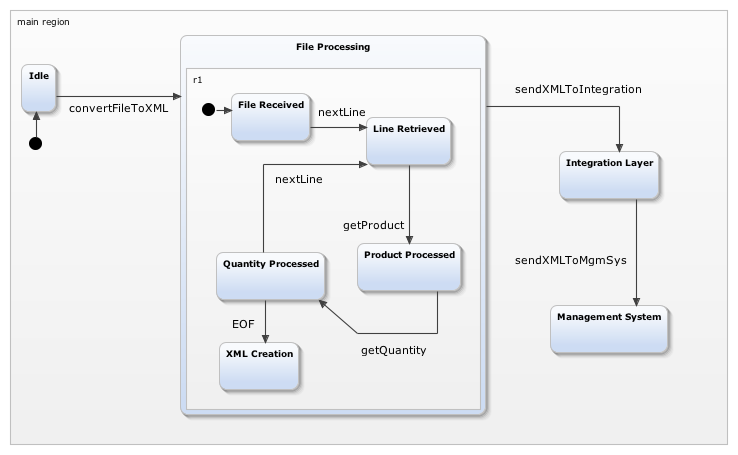 main region
File Processing
Idle
r1
convertFileToXML
File Received
nextLine
Line Retrieved
sendXMLToIntegration
Integration Layer
nextLine
getProduct
Quantity Processed
Product Processed
sendXMLToMgmSys
EOF
getQuantity
XML Creation
Management System